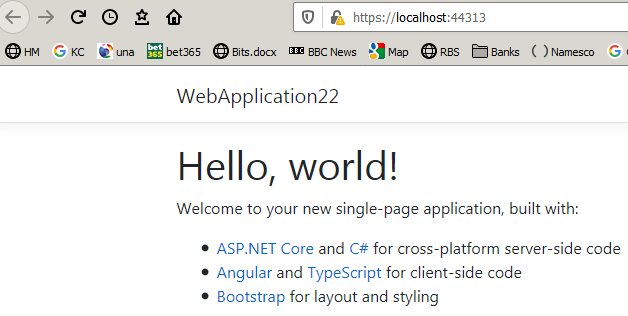 https://localhost:44313
HM KC una bet365 bet365 Bits.docx BBC BBC News Map RBS Banks Namesco
WebApplication22
Hello, world!
Welcome to your new single-page application, built with:
ASP.NET Core and C# for cross-platform server-side code
Angular and TypeScript for client-side code
Bootstrap for layout and styling